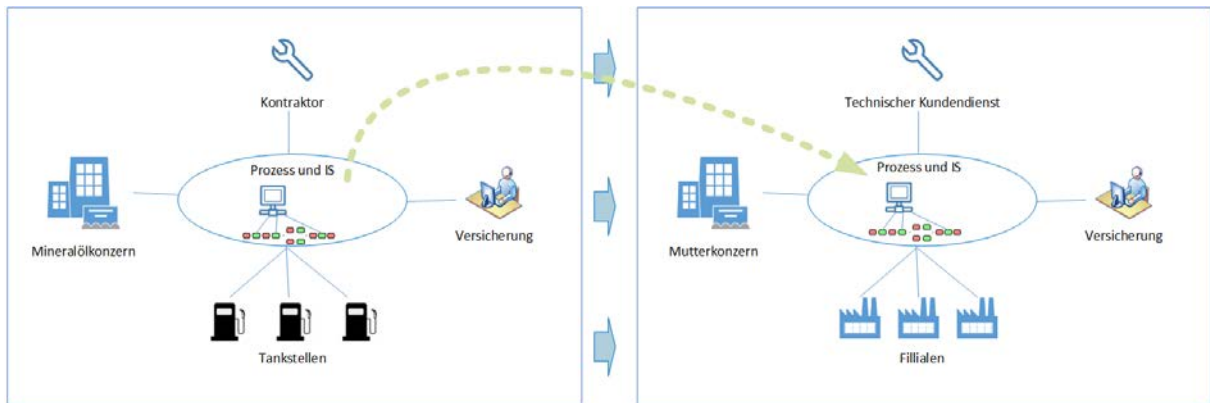 Kontraktor
Prozess und IS
Mineralölkonzern
Versicherung
Tankstellen
Technischer Kundendienst
Prozess und IS
Mutterkonzern
Versicherung
Fillialen